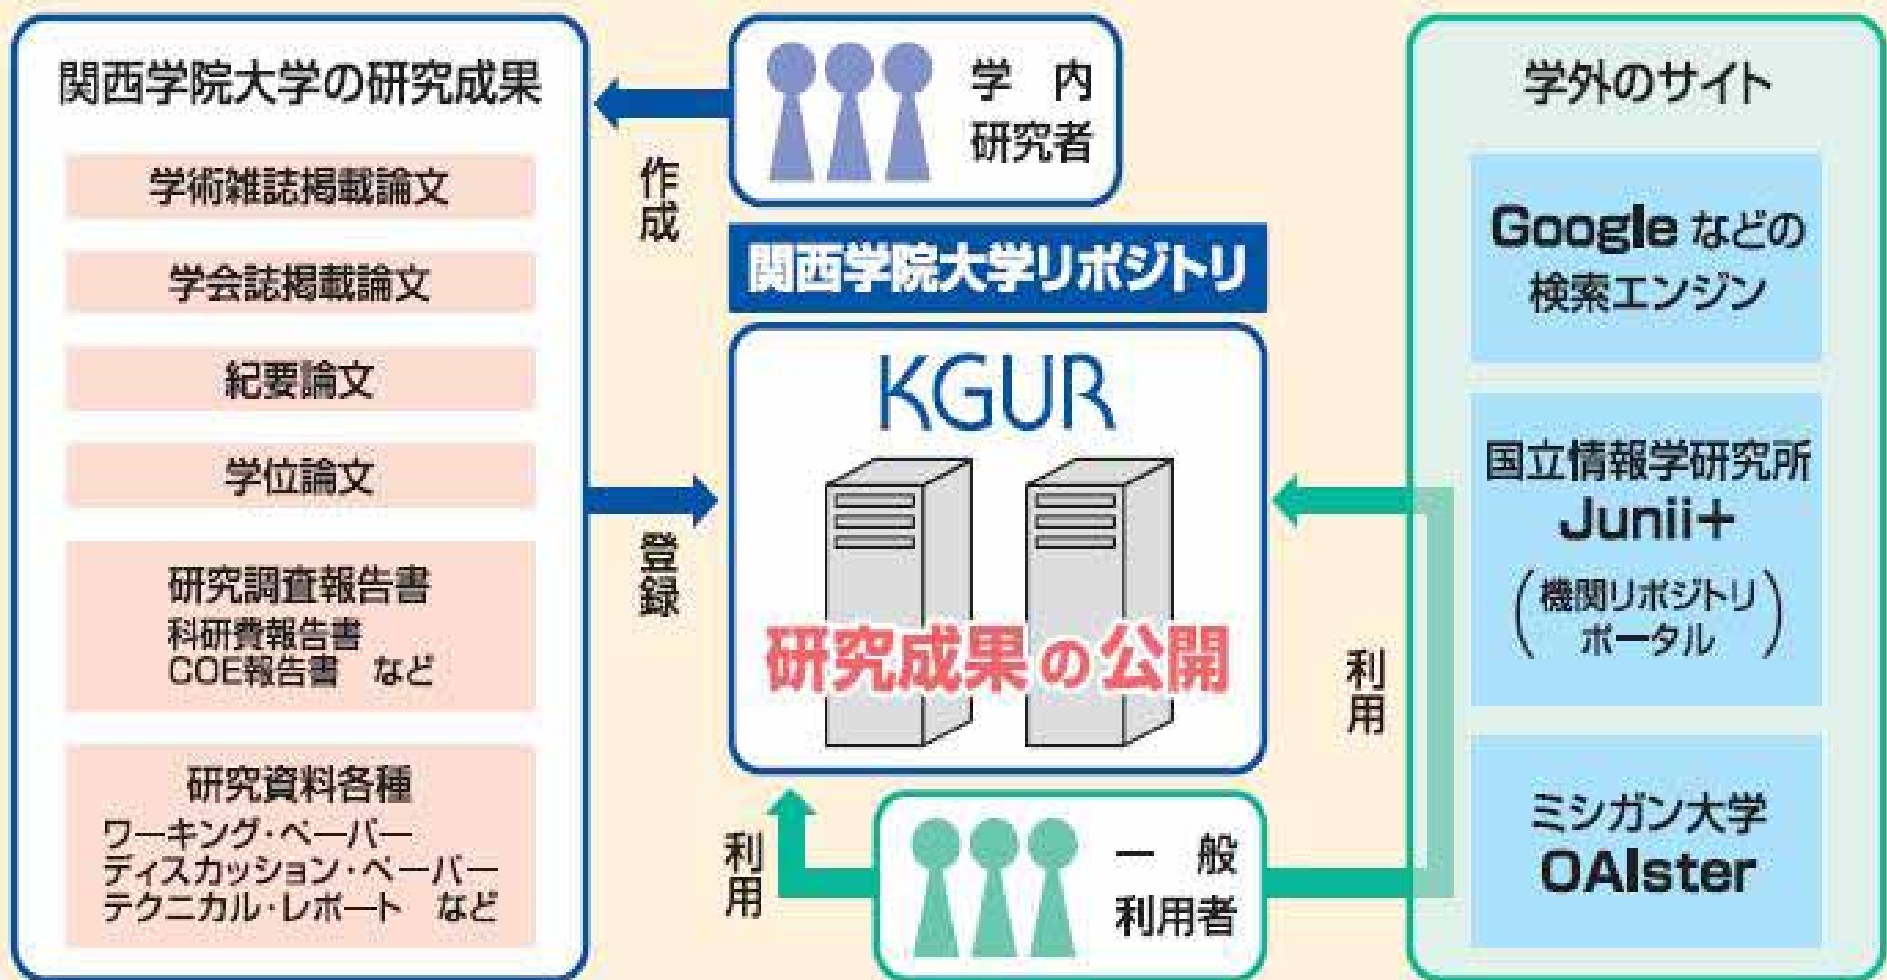 関西学院大学の研究成果
学術雑誌掲載論文
学会誌掲載論文
紀要論文
学位論文
研究調査報告書
科研費報告書
COE報告書 など
研究資料各種
ワーキング・ペーパー
ディスカッション・ペーパー
テクニカル・レポート など
作成
登録
学 内
研究者
関西学院大学リポジトリ
KGUR
研究成果の公開
利用
一 般
利用者
利用
学外のサイト
Google などの
検索エンジン
国立情報学研究所
Junii+
(機関リポジトリ
ポータル)
ミシガン大学
OAIster